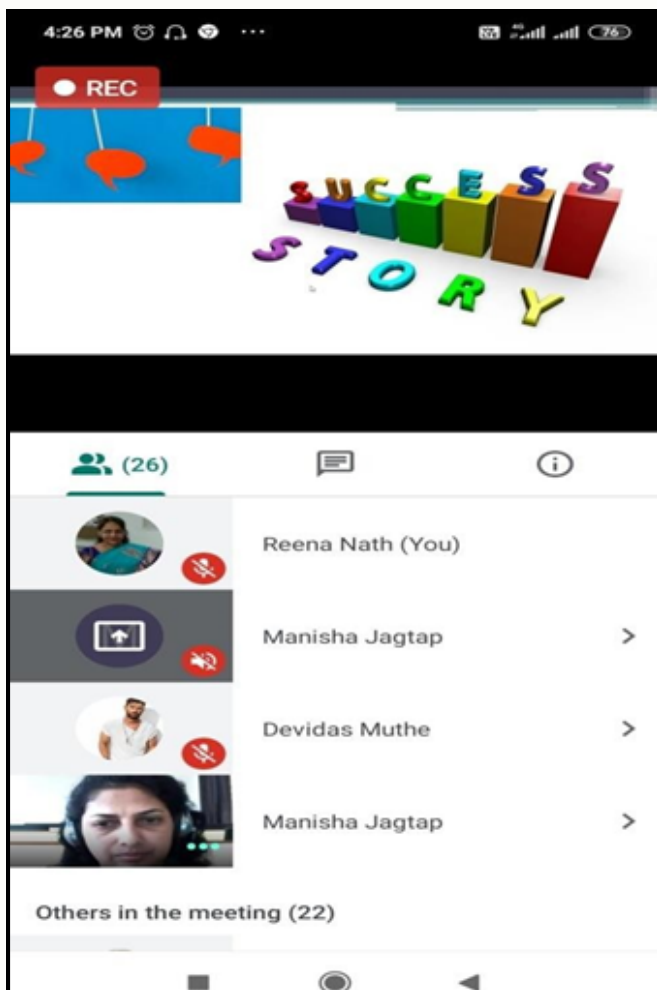 4:26 PM
4G
76
REC
SUCCESS
STORY
(26)
Reena Nath (You)
Manisha Jagtap
Devidas Muthe
Manisha Jagtap
Others in the meeting (22)